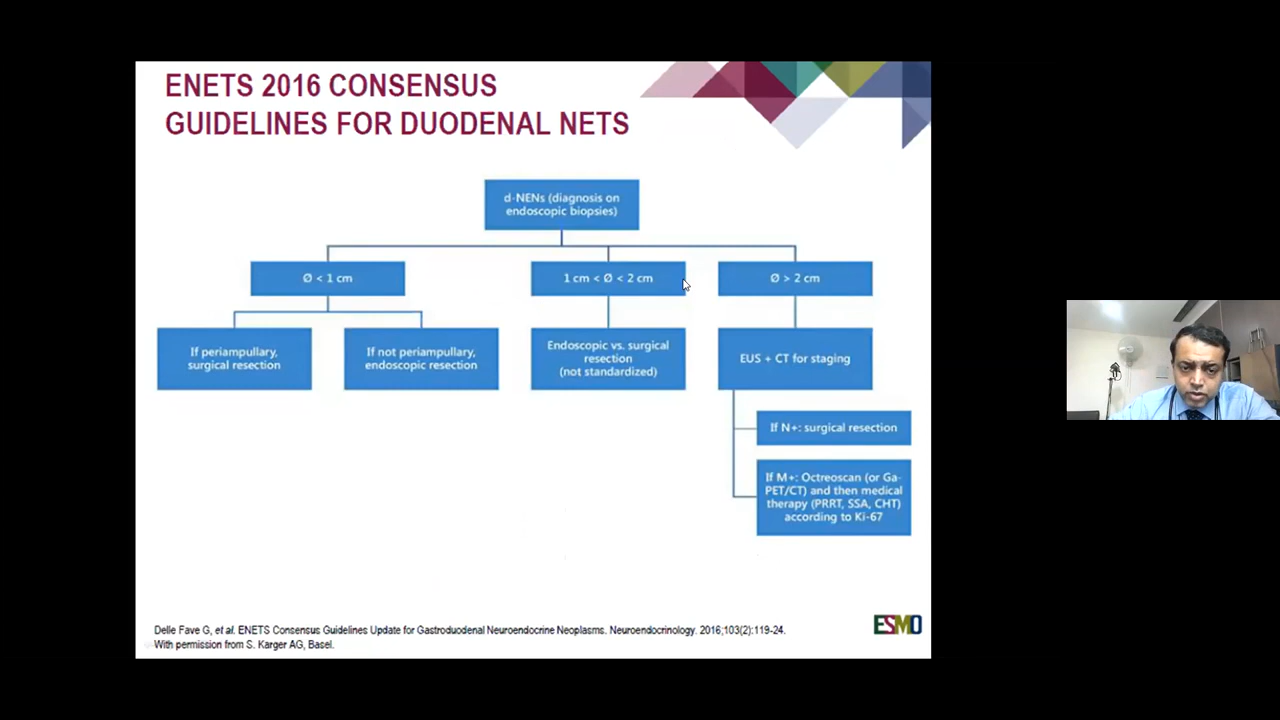 ENETS 2016 CONSENSUS
GUIDELINES FOR DUODENAL NETS
d-NENs (diagnosis on
endoscopic biopsies)
Ø < 1 cm
1 cm < Ø < 2 cm
Ø > 2 cm
If periampullary,
surgical resection
If not periampullary,
endoscopic resection
Endoscopic vs. surgical
resection
(not standardized)
EUS + CT for staging
If N+: surgical resection
If M+: Octreoscan (or Ga-
PET/CT) and then medical
therapy (PRRT, SSA, CHT)
according to Ki-67
Delle Fave G, et al. ENETS Consensus Guidelines Update for Gastroduodenal Neuroendocrine Neoplasms. Neuroendocrinology. 2016;103(2):119-24.
With permission from S. Karger AG, Basel.
ESMO